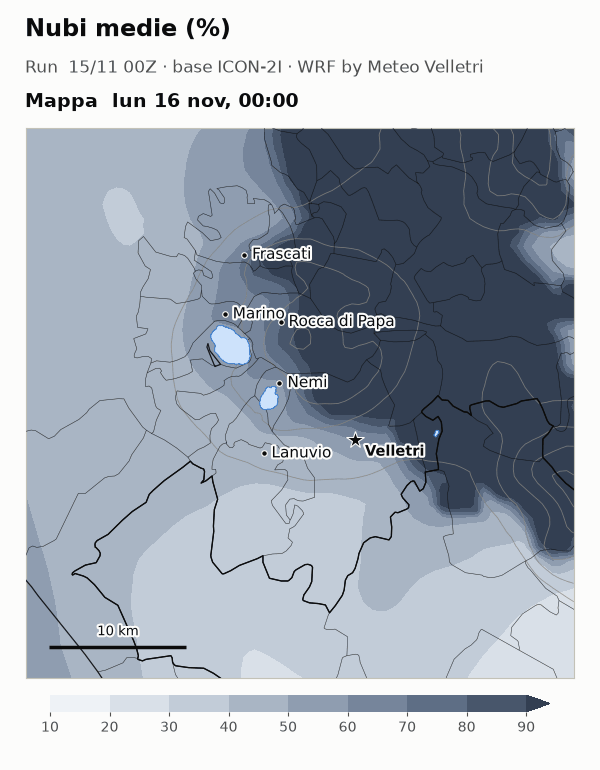 Nubi medie (%)
Run  15/11 00Z · base ICON-2I · WRF by Meteo Velletri
Mappa  lun 16 nov, 00:00
Frascati
Marino
Rocca di Papa
Nemi
Velletri
Lanuvio
10 km
10 20 30 40 50 60 70 80 90